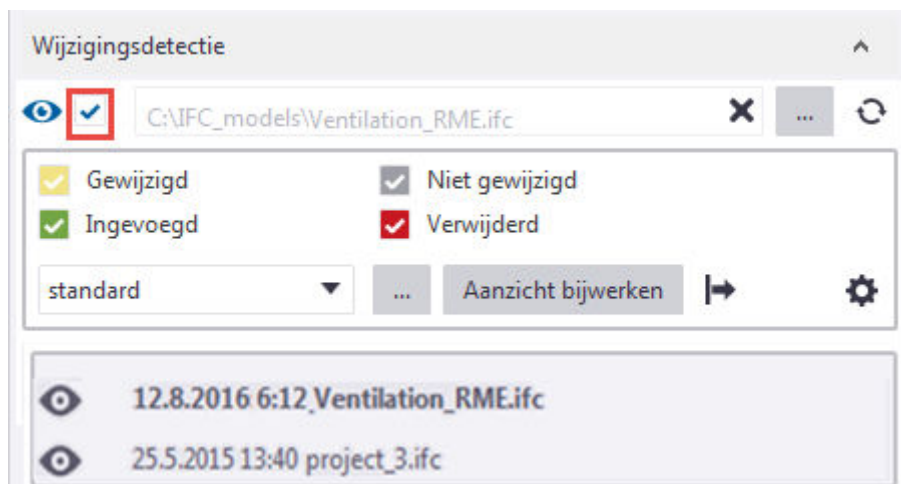 Wijzigingsdetectie
C:\IFC_models\Ventilation_RME.ifc ...
Gewijzigd Niet gewijzigd
Ingevoegd Verwijderd
standard ... Aanzicht bijwerken
12.8.2016 6:12 Ventilation_RME.ifc
25.5.2015 13:40 project_3.ifc